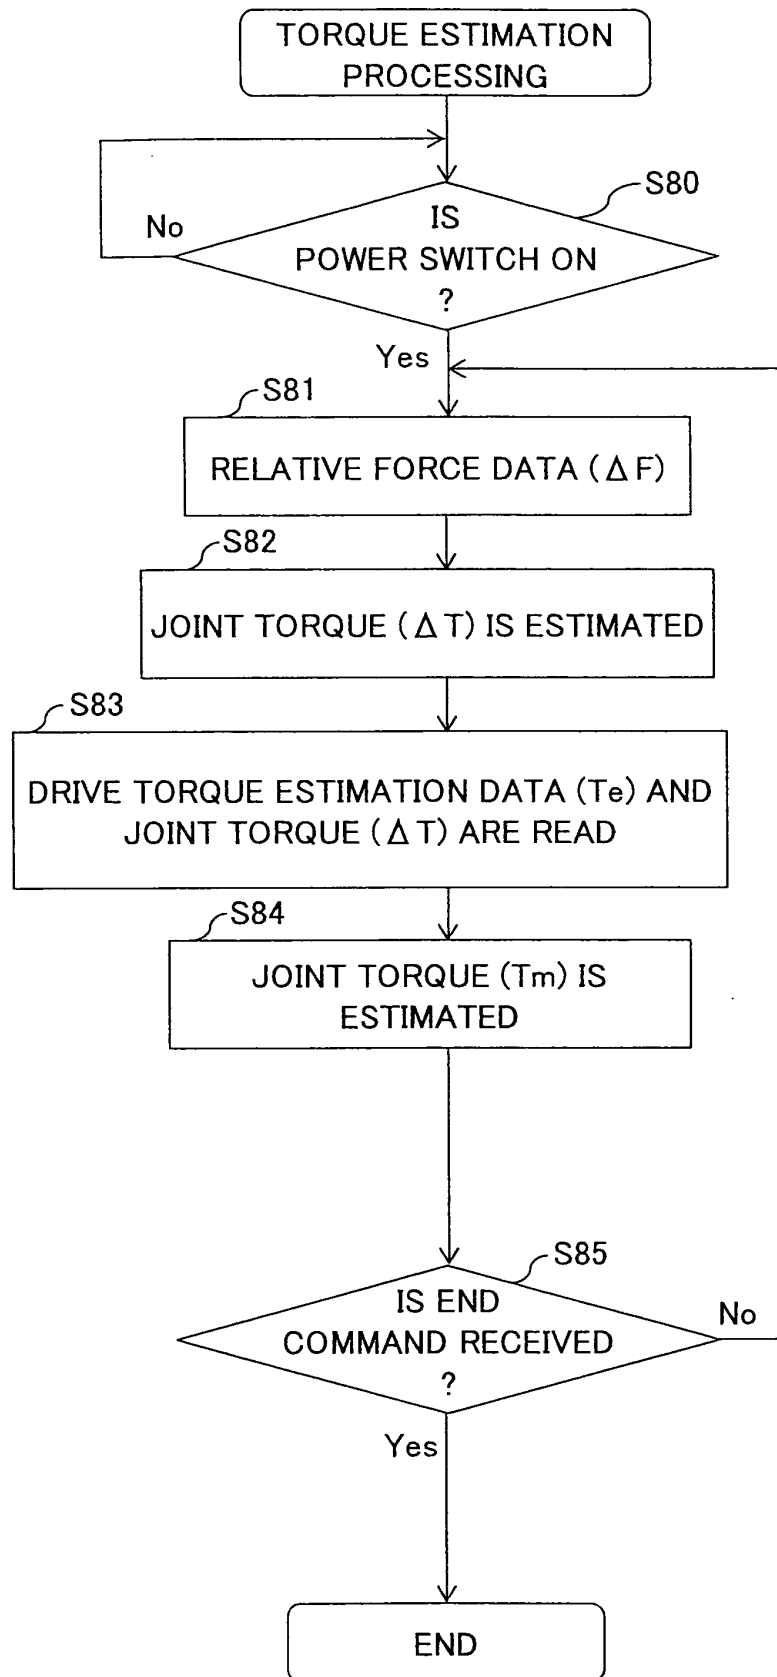 TORQUE ESTIMATION
PROCESSING
S80
No
IS
POWER SWITCH ON
?
Yes
S81
RELATIVE FORCE DATA (ΔF)
S82
JOINT TORQUE (ΔT) IS ESTIMATED
S83
DRIVE TORQUE ESTIMATION DATA (Te) AND
JOINT TORQUE (ΔT) ARE READ
S84
JOINT TORQUE (Tm) IS
ESTIMATED
S85
IS END
COMMAND RECEIVED
?
No
Yes
END